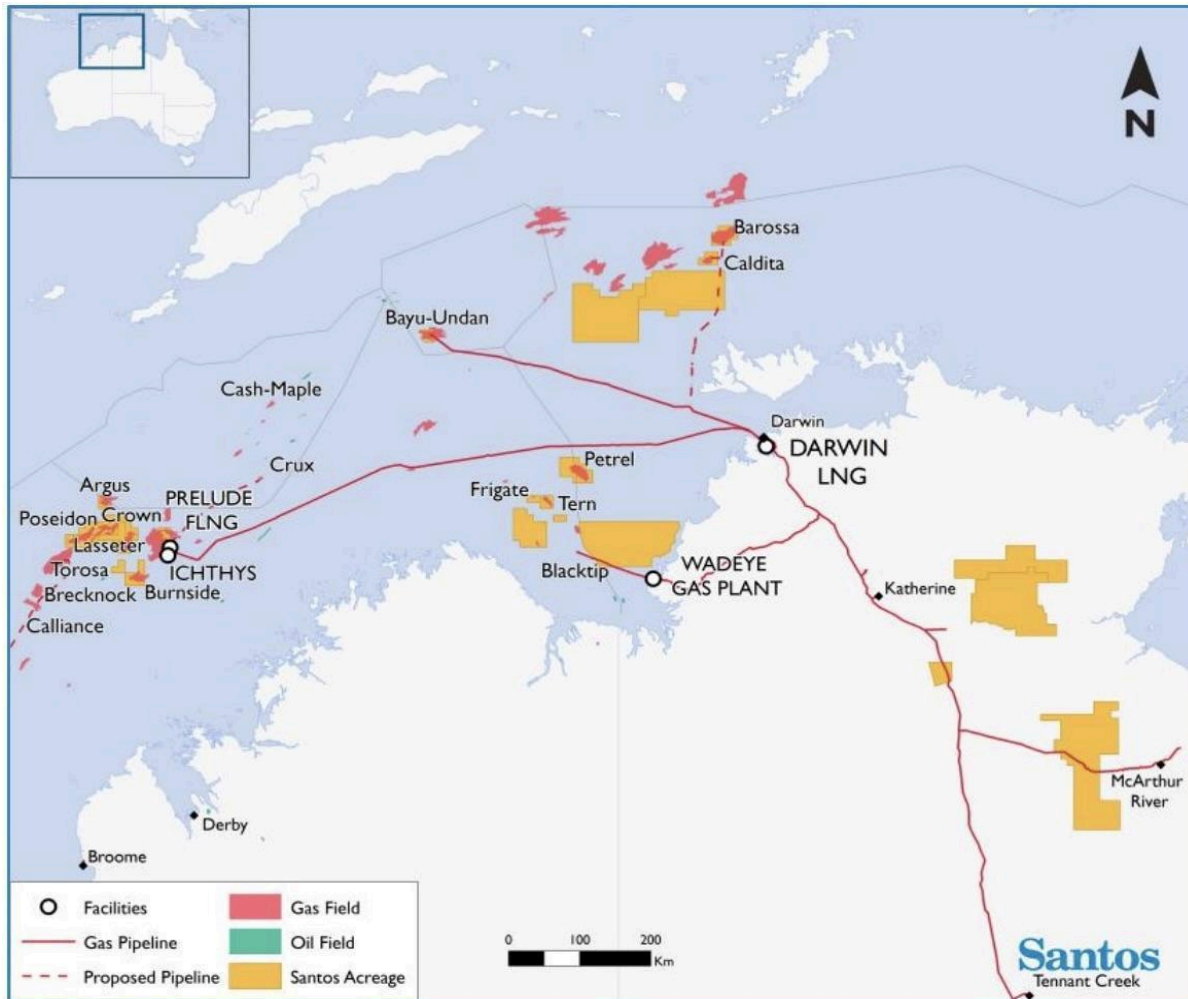 N
Barossa
Caldita
Bayu-Undan
Cash-Maple
Darwin
DARWIN
LNG
Crux
Petrel
Argus
PRELUDE
FLNG
Frigate
Tern
Poseidon
Crown
Lasseter
ICHTHYS
Torosa
Blacktip
WADEYE
GAS PLANT
Brecknock
Burnside
Katherine
Calliance
McArthur
River
Derby
Broome
Facilities
Gas Pipeline
Proposed Pipeline
Gas Field
Oil Field
Santos Acreage
0 100 200
Km
Santos
Tennant Creek